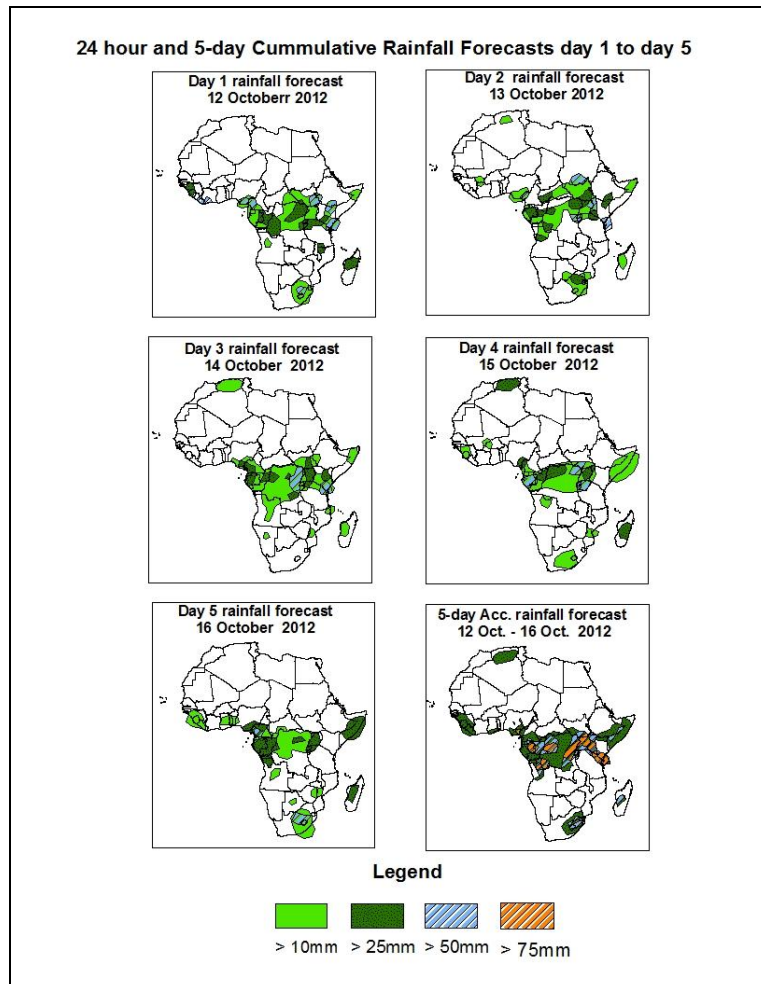 24 hour and 5-day Cummulative Rainfall Forecasts day 1 to day 5
Day 1 rainfall forecast
12 Octoberr 2012
Day 2 rainfall forecast
13 October 2012
Day 3 rainfall forecast
14 October 2012
Day 4 rainfall forecast
15 October 2012
Day 5 rainfall forecast
16 October 2012
5-day Acc. rainfall forecast
12 Oct. - 16 Oct. 2012
Legend
> 10mm > 25mm > 50mm > 75mm